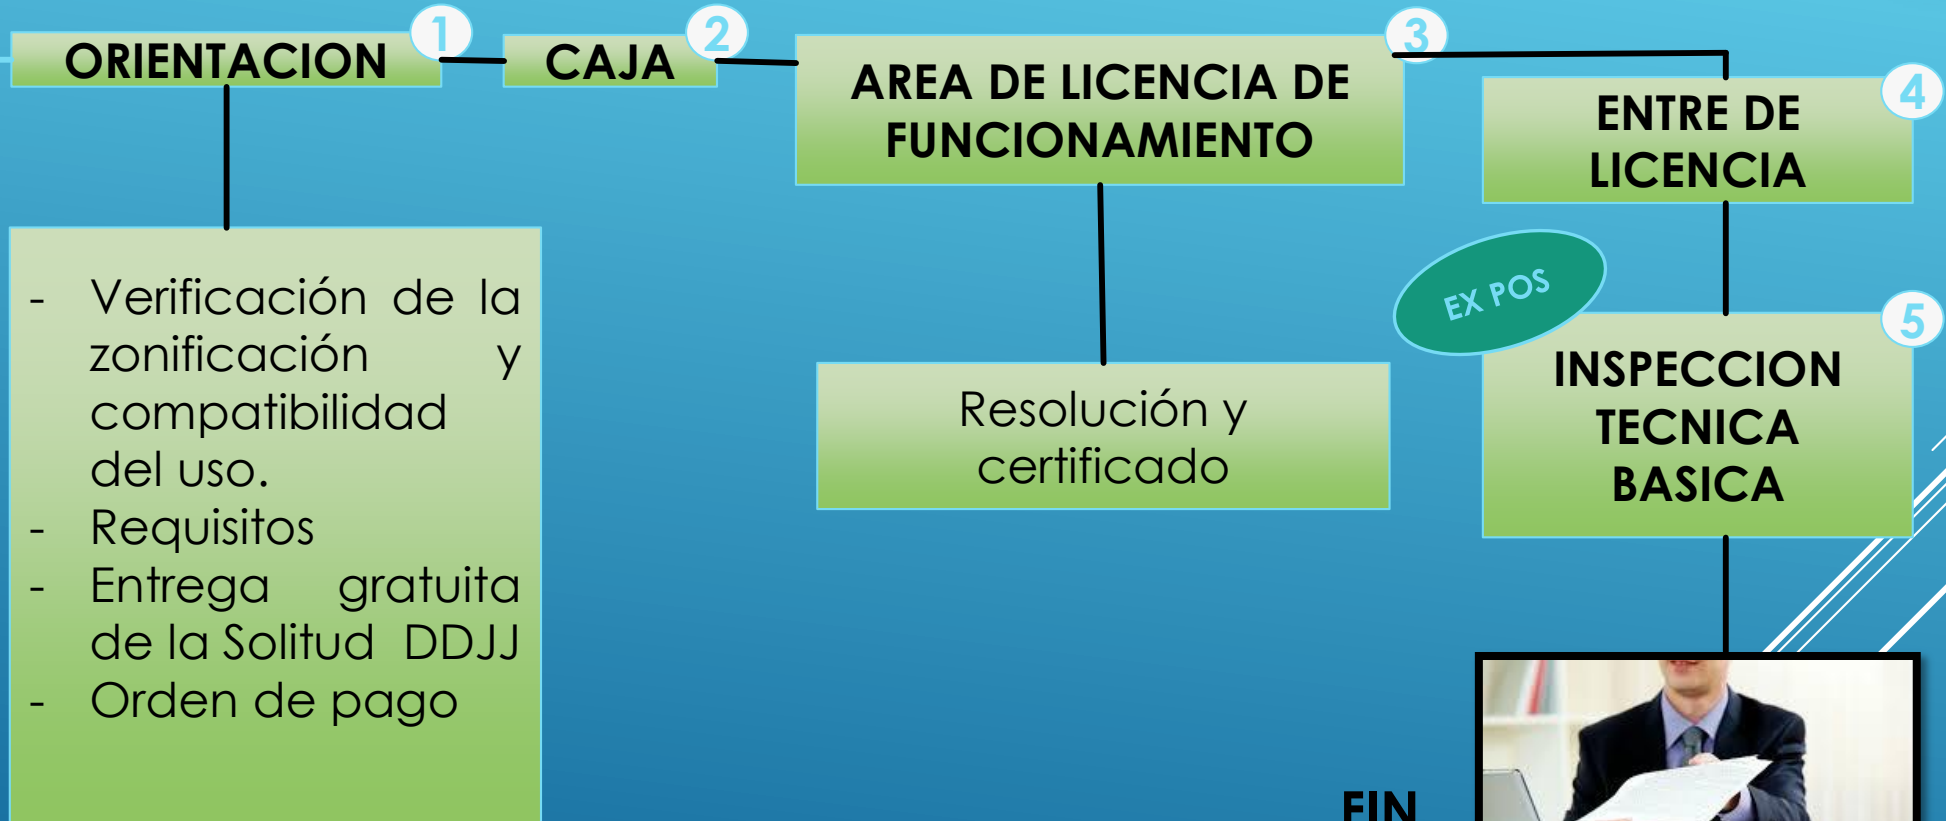 ORIENTACION
1
CAJA
2
AREA DE LICENCIA DE
FUNCIONAMIENTO
3
ENTRE DE
LICENCIA
4
- Verificación de la
zonificación y
compatibilidad
del uso.
- Requisitos
- Entrega gratuita
de la Solitud DDJJ
- Orden de pago
Resolución y
certificado
EX POS
5
INSPECCION
TECNICA
BASICA
FIN